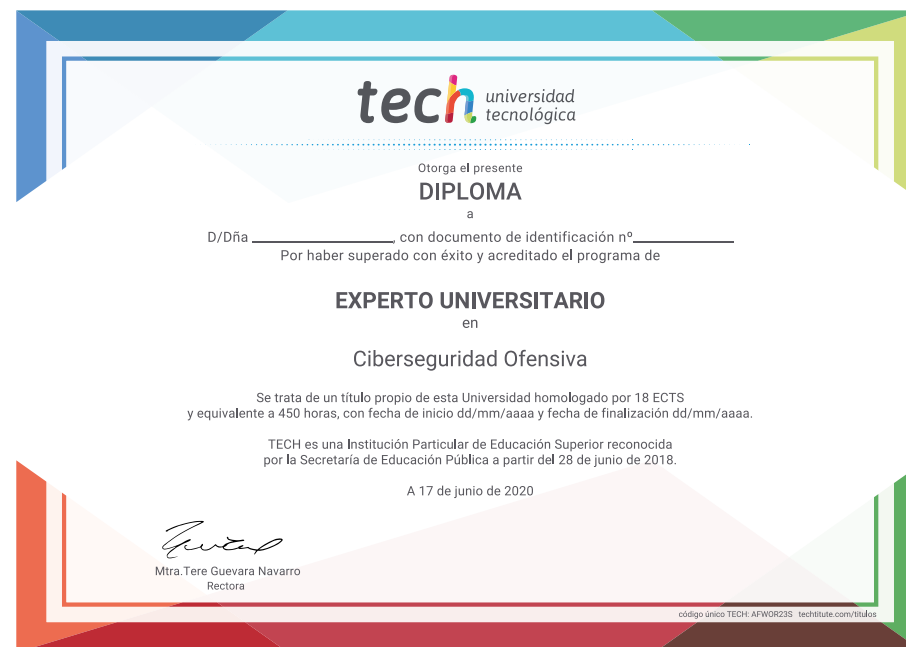 tech universidad
tecnológica
Otorga el presente
DIPLOMA
a
D/Dña ____________________, con documento de identificación nº______________
Por haber superado con éxito y acreditado el programa de
EXPERTO UNIVERSITARIO
en
Ciberseguridad Ofensiva
Se trata de un título propio de esta Universidad homologado por 18 ECTS
y equivalente a 450 horas, con fecha de inicio dd/mm/aaaa y fecha de finalización dd/mm/aaaa.
TECH es una Institución Particular de Educación Superior reconocida
por la Secretaría de Educación Pública a partir del 28 de junio de 2018.
A 17 de junio de 2020
Mtra.Tere Guevara Navarro
Rectora
código único TECH: AFWOR23S techtitute.com/titulos